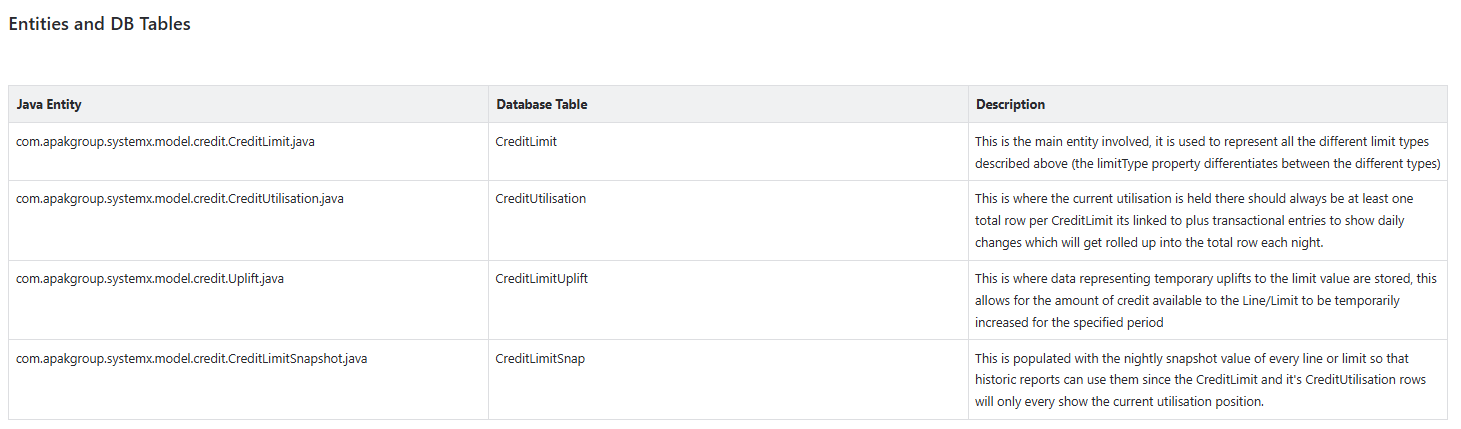 Entities and DB Tables
Java Entity Database Table Description
com.apakgroup.systemx.model.credit.CreditLimit.java CreditLimit This is the main entity involved, it is used to represent all the different limit types
described above (the limitType property differentiates between the different types)
com.apakgroup.systemx.model.credit.CreditUtilisation.java CreditUtilisation This is where the current utilisation is held there should always be at least one
total row per CreditLimit its linked to plus transactional entries to show daily
changes which will get rolled up into the total row each night.
com.apakgroup.systemx.model.credit.Uplift.java CreditLimitUplift This is where data representing temporary uplifts to the limit value are stored, this
allows for the amount of credit available to the Line/Limit to be temporarily
increased for the specified period
com.apakgroup.systemx.model.credit.CreditLimitSnapshot.java CreditLimitSnap This is populated with the nightly snapshot value of every line or limit so that
historic reports can use them since the CreditLimit and it's CreditUtilisation rows
will only every show the current utilisation position.